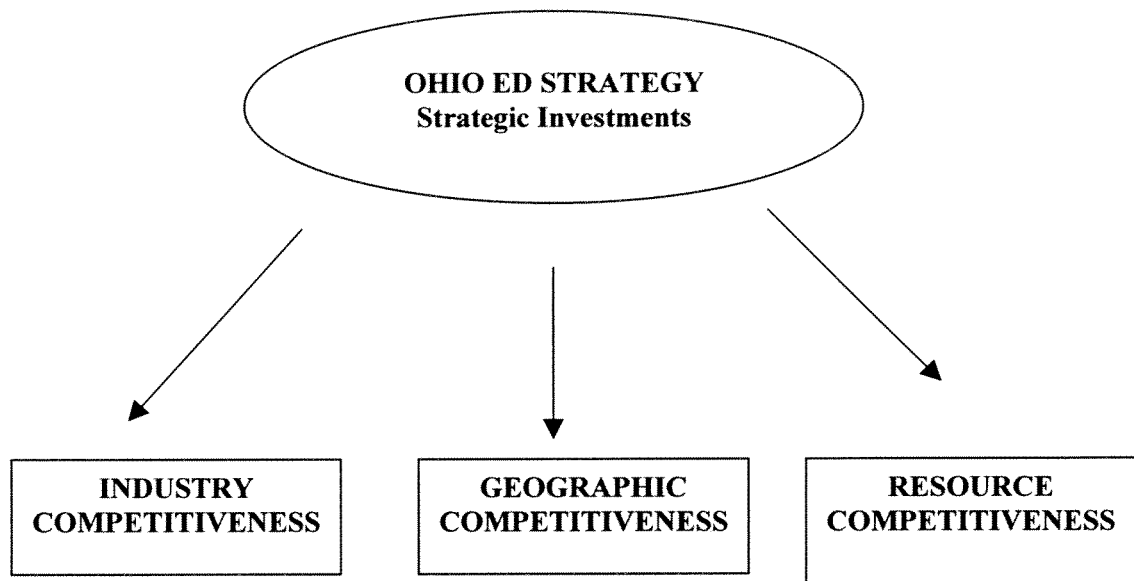 OHIO ED STRATEGY
Strategic Investments
INDUSTRY
COMPETITIVENESS
GEOGRAPHIC
COMPETITIVENESS
RESOURCE
COMPETITIVENESS